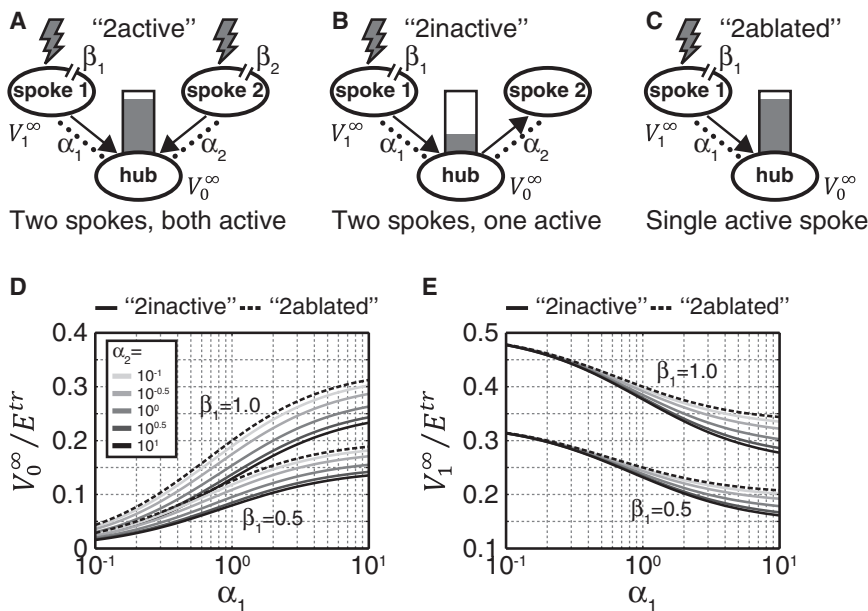 A "2active"
β1
β2
spoke 1
spoke 2
V1∞
α1
α2
hub
V0∞
Two spokes, both active
B "2inactive"
β1
spoke 1
spoke 2
V1∞
α1
α2
hub
V0∞
Two spokes, one active
C "2ablated"
β1
spoke 1
V1∞
α1
hub
V0∞
Single active spoke
D
"2inactive" "2ablated"
V0∞/Etr
0.4
0.3
0.2
0.1
0
α2=
10-1
10-0.5
100
100.5
101
β1=1.0
β1=0.5
10-1 100 101
α1
E
"2inactive" "2ablated"
V1∞/Etr
0.5
0.4
0.3
0.2
0.1
β1=1.0
β1=0.5
10-1 100 101
α1